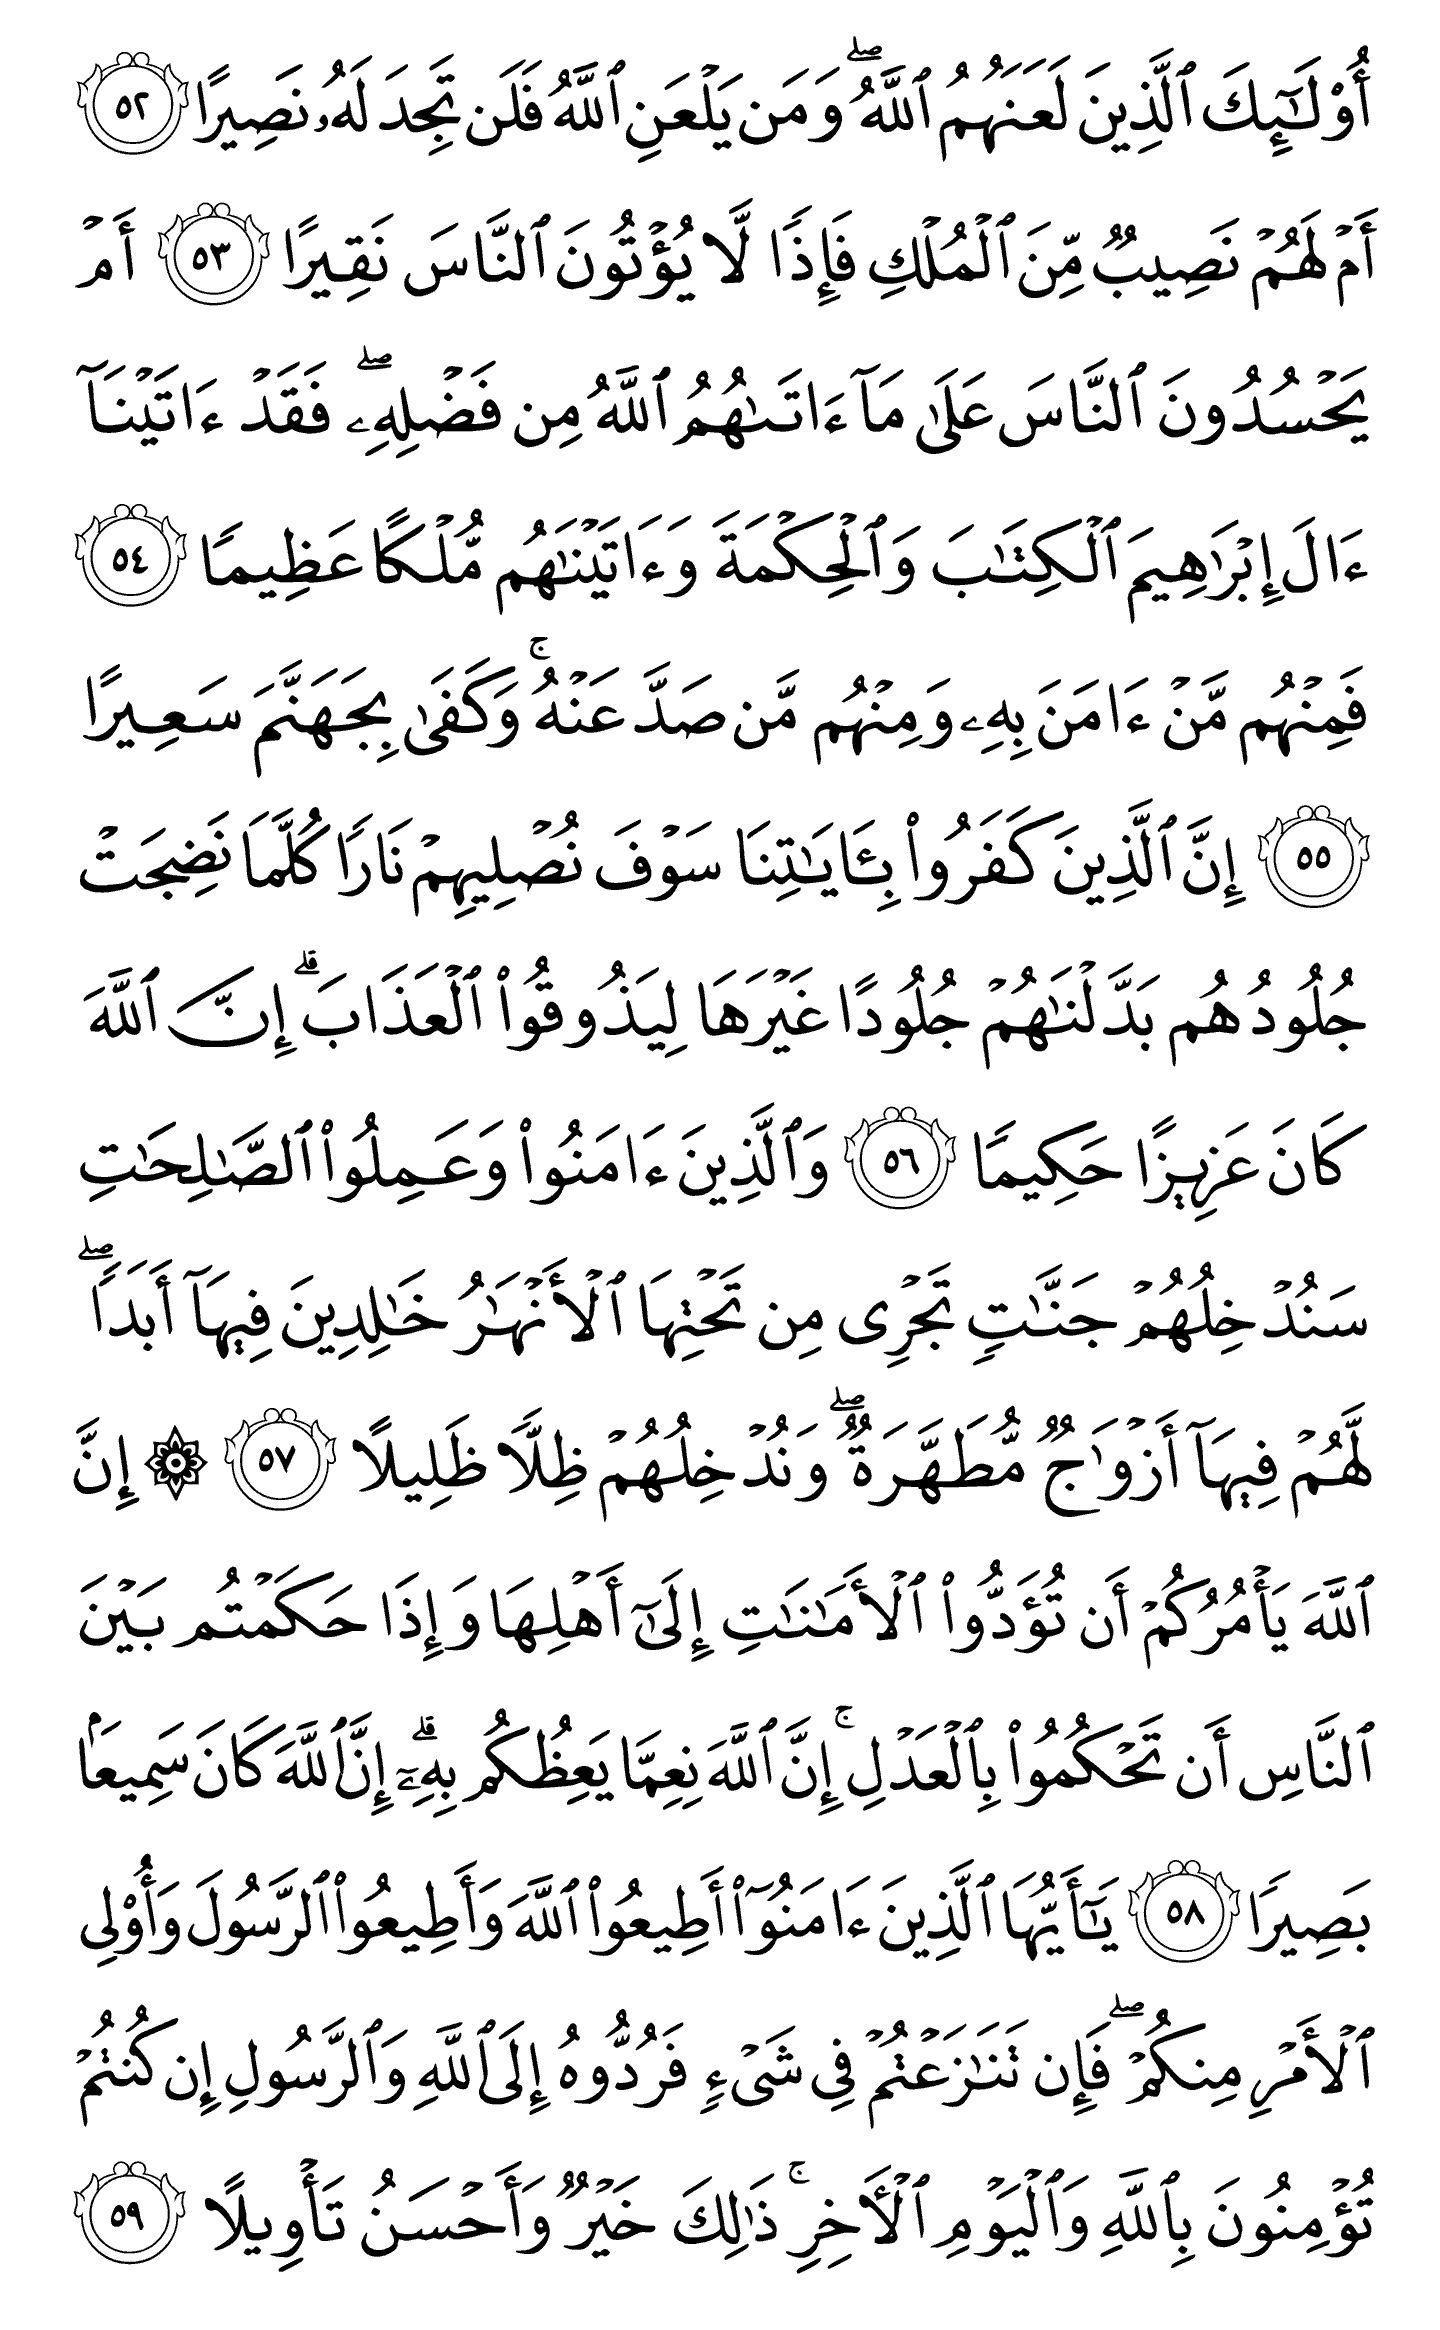 أُو۟لَـٰٓئِكَ ٱلَّذِينَ لَعَنَهُمُ ٱللَّهُ ۖ وَمَن يَلْعَنِ ٱللَّهُ فَلَن تَجِدَ لَهُۥ نَصِيرًا ٥٢
أَمْ لَهُمْ نَصِيبٌ مِّنَ ٱلْمُلْكِ فَإِذًا لَّا يُؤْتُونَ ٱلنَّاسَ نَقِيرًا ٥٣ أَمْ
يَحْسُدُونَ ٱلنَّاسَ عَلَىٰ مَآ ءَاتَىٰهُمُ ٱللَّهُ مِن فَضْلِهِۦ ۖ فَقَدْ ءَاتَيْنَآ
ءَالَ إِبْرَٰهِيمَ ٱلْكِتَـٰبَ وَٱلْحِكْمَةَ وَءَاتَيْنَـٰهُم مُّلْكًا عَظِيمًا ٥٤
فَمِنْهُم مَّنْ ءَامَنَ بِهِۦ وَمِنْهُم مَّن صَدَّ عَنْهُ ۚ وَكَفَىٰ بِجَهَنَّمَ سَعِيرًا
٥٥ إِنَّ ٱلَّذِينَ كَفَرُوا۟ بِـَٔايَـٰتِنَا سَوْفَ نُصْلِيهِمْ نَارًا كُلَّمَا نَضِجَتْ
جُلُودُهُم بَدَّلْنَـٰهُمْ جُلُودًا غَيْرَهَا لِيَذُوقُوا۟ ٱلْعَذَابَ ۗ إِنَّ ٱللَّهَ
كَانَ عَزِيزًا حَكِيمًا ٥٦ وَٱلَّذِينَ ءَامَنُوا۟ وَعَمِلُوا۟ ٱلصَّـٰلِحَـٰتِ
سَنُدْخِلُهُمْ جَنَّـٰتٍ تَجْرِى مِن تَحْتِهَا ٱلْأَنْهَـٰرُ خَـٰلِدِينَ فِيهَآ أَبَدًا ۖ
لَّهُمْ فِيهَآ أَزْوَٰجٌ مُّطَهَّرَةٌ ۖ وَنُدْخِلُهُمْ ظِلًّا ظَلِيلًا ٥٧ ۞ إِنَّ
ٱللَّهَ يَأْمُرُكُمْ أَن تُؤَدُّوا۟ ٱلْأَمَـٰنَـٰتِ إِلَىٰٓ أَهْلِهَا وَإِذَا حَكَمْتُم بَيْنَ
ٱلنَّاسِ أَن تَحْكُمُوا۟ بِٱلْعَدْلِ ۚ إِنَّ ٱللَّهَ نِعِمَّا يَعِظُكُم بِهِۦٓ ۗ إِنَّ ٱللَّهَ كَانَ سَمِيعًۢا
بَصِيرًا ٥٨ يَـٰٓأَيُّهَا ٱلَّذِينَ ءَامَنُوٓا۟ أَطِيعُوا۟ ٱللَّهَ وَأَطِيعُوا۟ ٱلرَّسُولَ وَأُو۟لِى
ٱلْأَمْرِ مِنكُمْ ۖ فَإِن تَنَـٰزَعْتُمْ فِى شَىْءٍ فَرُدُّوهُ إِلَى ٱللَّهِ وَٱلرَّسُولِ إِن كُنتُمْ
تُؤْمِنُونَ بِٱللَّهِ وَٱلْيَوْمِ ٱلْـَٔاخِرِ ۚ ذَٰلِكَ خَيْرٌ وَأَحْسَنُ تَأْوِيلًا ٥٩